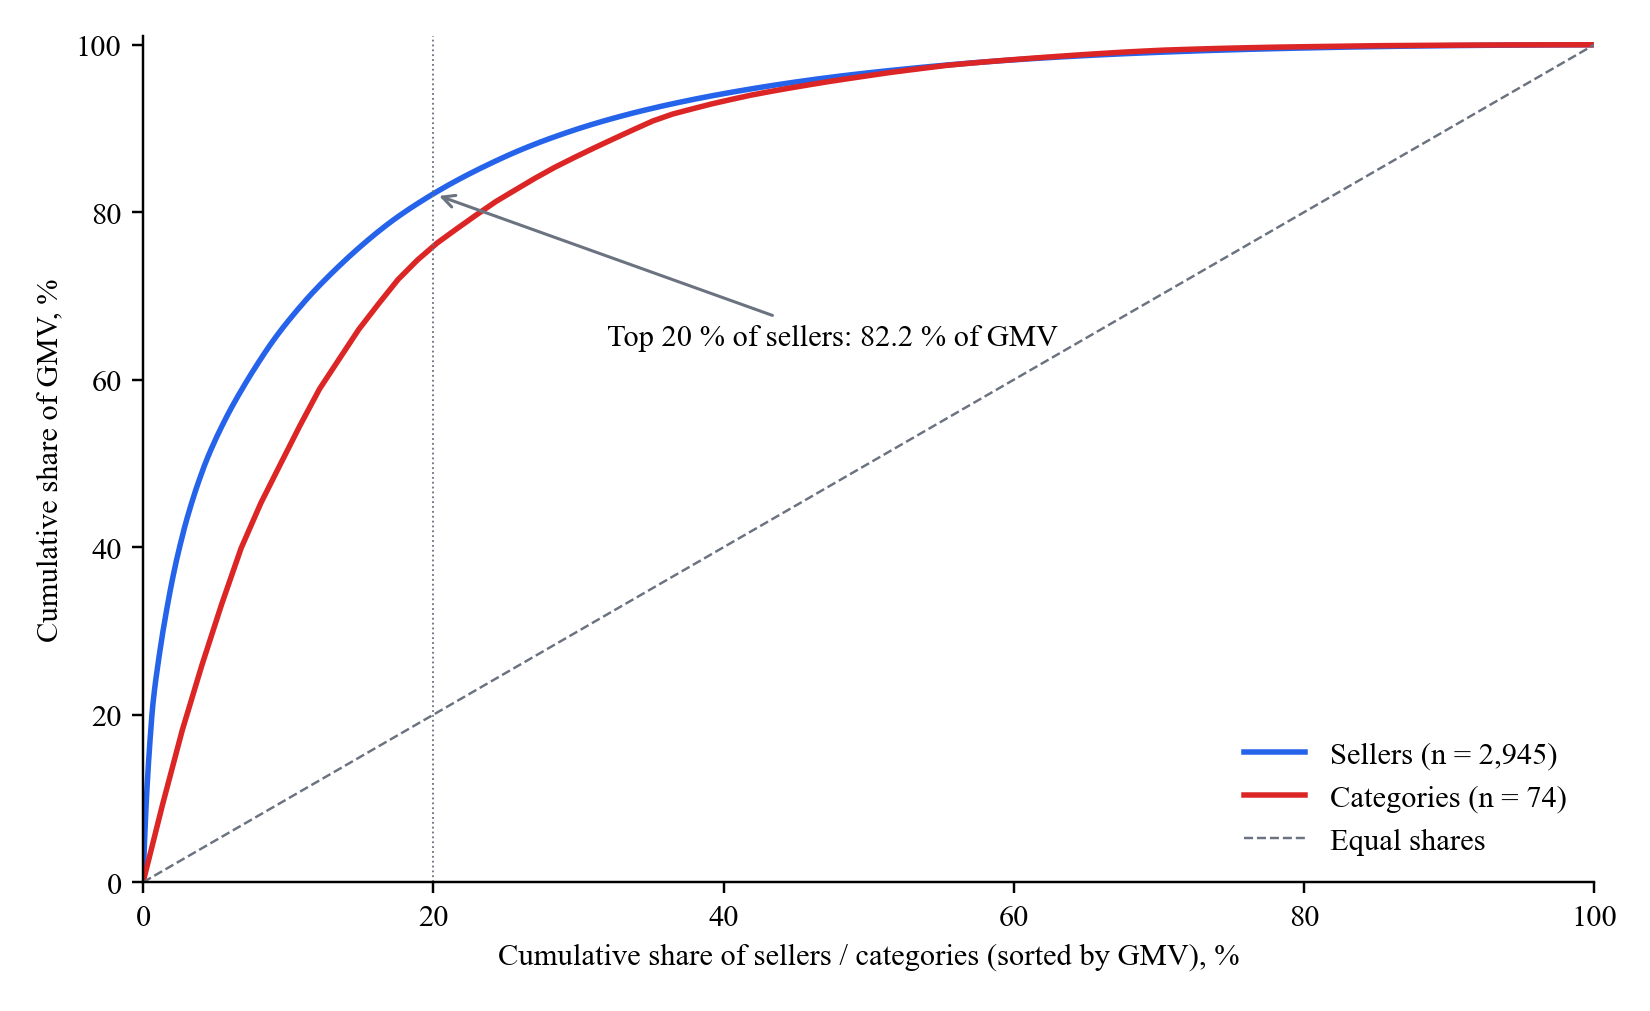 100
80
60
40
20
0
Cumulative share of GMV, %
Top 20 % of sellers: 82.2 % of GMV
Sellers (n = 2,945)
Categories (n = 74)
Equal shares
0 20 40 60 80 100
Cumulative share of sellers / categories (sorted by GMV), %